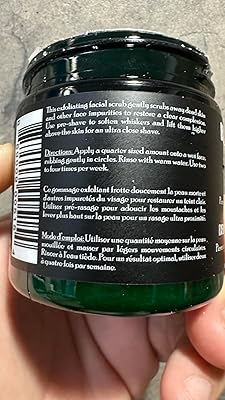 This exfoliating facial scrub gently scrubs away dead skin
and other face impurities to restore a clear complexion.
Use pre-shave to soften whiskers and lift them higher
above the skin for an ultra close shave.
Directions: Apply a quarter sized amount onto a wet face,
rubbing gently in circles. Rinse with warm water. Use two
to four times per week.
Ce gommage exfoliant frotte doucement la peau morte et
d'autres impuretés du visage pour restaurer un teint clair.
Utiliser pré-rasage pour adoucir les moustaches et les
lever plus haut sur la peau pour un rasage ultra proximité.
Mode d'emploi: Utiliser une quantité moyenne sur la peau
mouillée et masser par légers mouvements circulaires.
Rincer à l'eau tiède. Pour un résultat optimal, utiliser deux
à quatre fois par semaine.